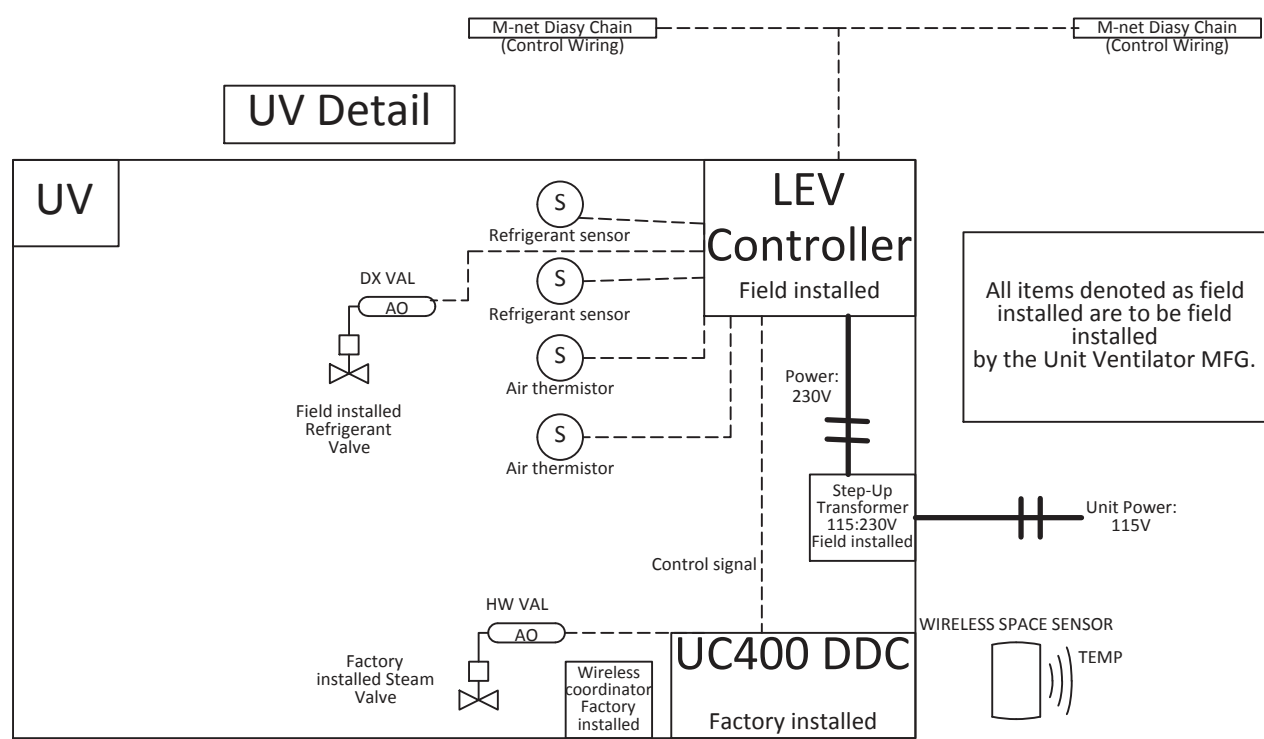 M-net Diasy Chain
(Control Wiring)
M-net Diasy Chain
(Control Wiring)
UV Detail
UV
LEV
Controller
Field installed
S
Refrigerant sensor
DX VAL
AO
S
Refrigerant sensor
S
Air thermistor
S
Air thermistor
Field installed
Refrigerant
Valve
Power:
230V
All items denoted as field
installed are to be field
installed
by the Unit Ventilator MFG.
Step-Up
Transformer
115:230V
Field installed
Unit Power:
115V
Control signal
HW VAL
AO
Factory
installed Steam
Valve
Wireless
coordinator
Factory
installed
UC400 DDC
Factory installed
WIRELESS SPACE SENSOR
TEMP